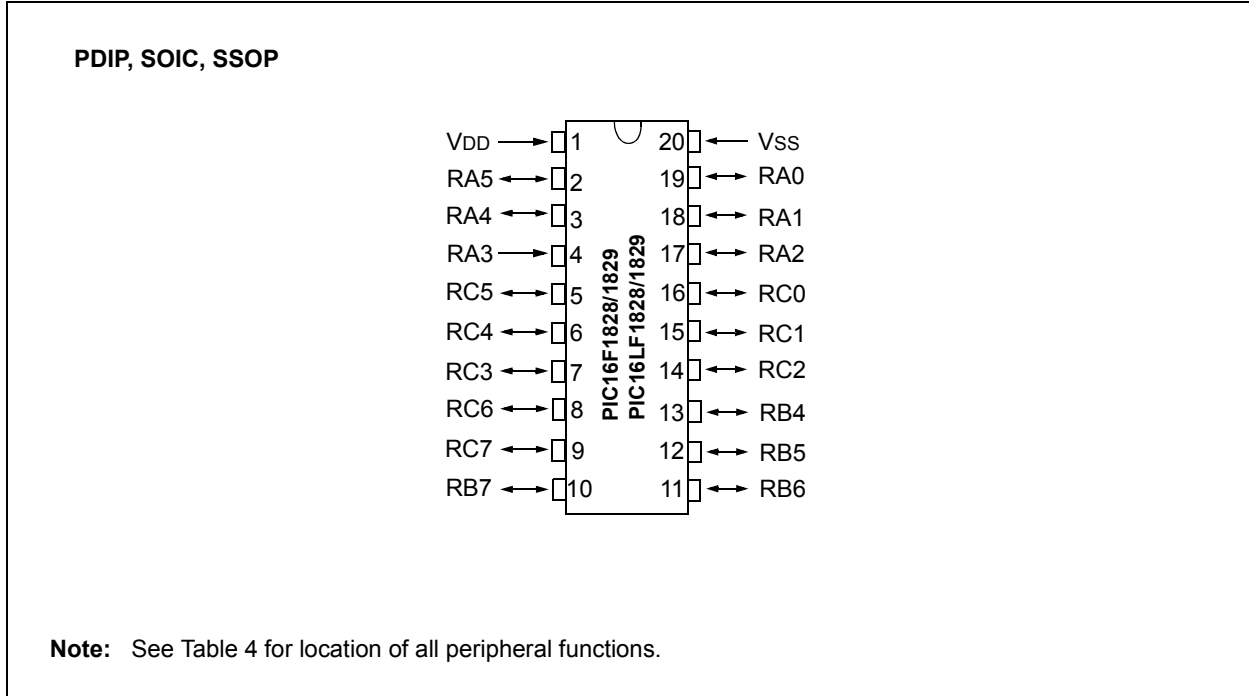 PDIP, SOIC, SSOP
VDD 1 20 VSS
RA5 2 19 RA0
RA4 3 18 RA1
RA3 4 17 RA2
RC5 5 16 RC0
RC4 6 15 RC1
RC3 7 14 RC2
RC6 8 13 RB4
RC7 9 12 RB5
RB7 10 11 RB6
PIC16F1828/1829
PIC16LF1828/1829
Note: See Table 4 for location of all peripheral functions.